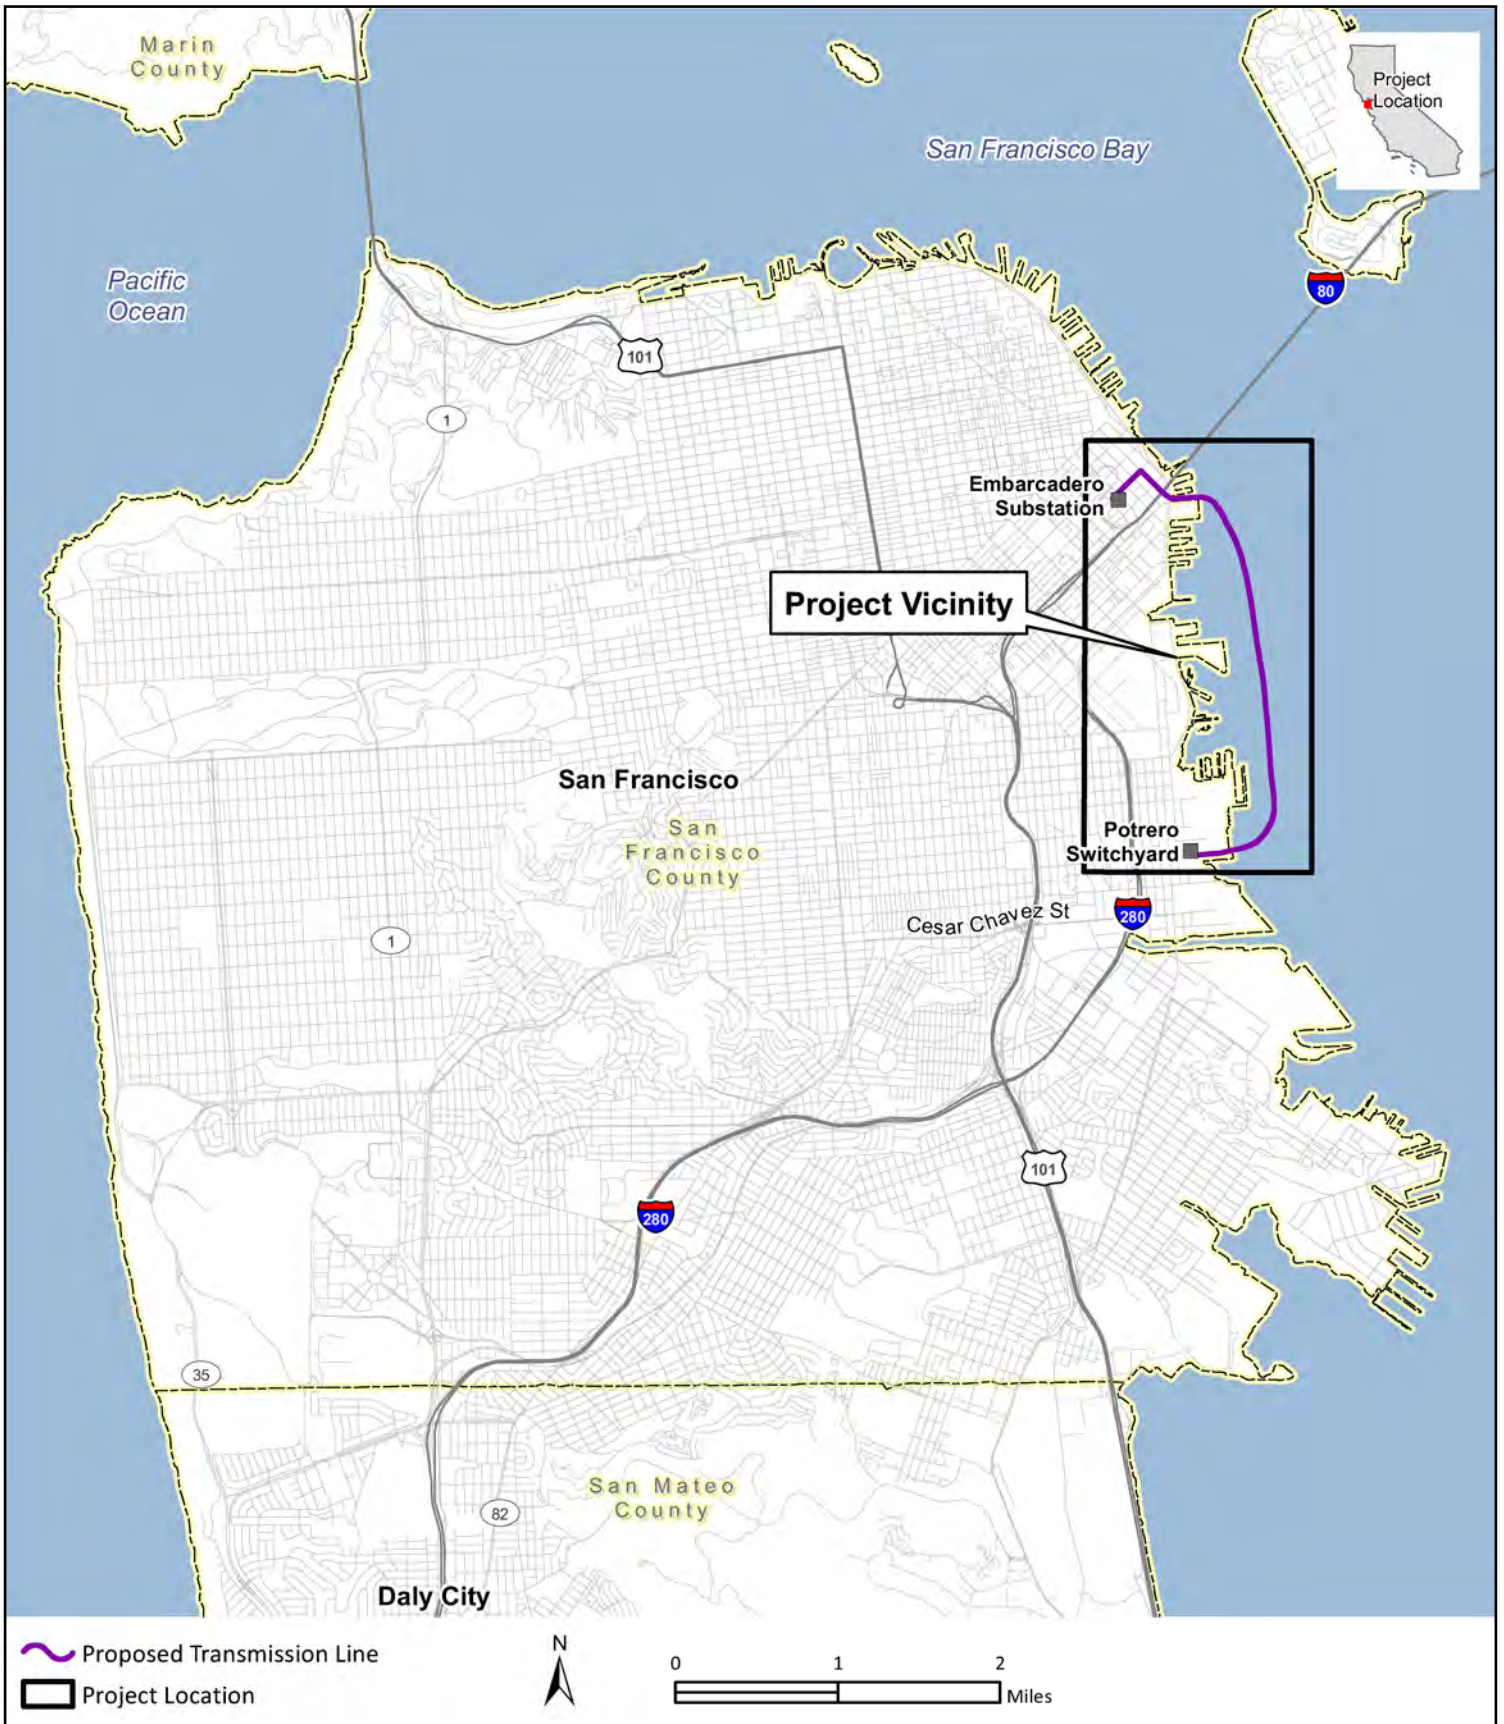 Marin
County
Project
Location
San Francisco Bay
Pacific
Ocean
80
101
1
Embarcadero
Substation
Project Vicinity
San Francisco
San
Francisco
County
Potrero
Switchyard
Cesar Chavez St
280
1
101
280
35
San Mateo
County
82
Daly City
Proposed Transmission Line
Project Location
N
0 1 2
Miles